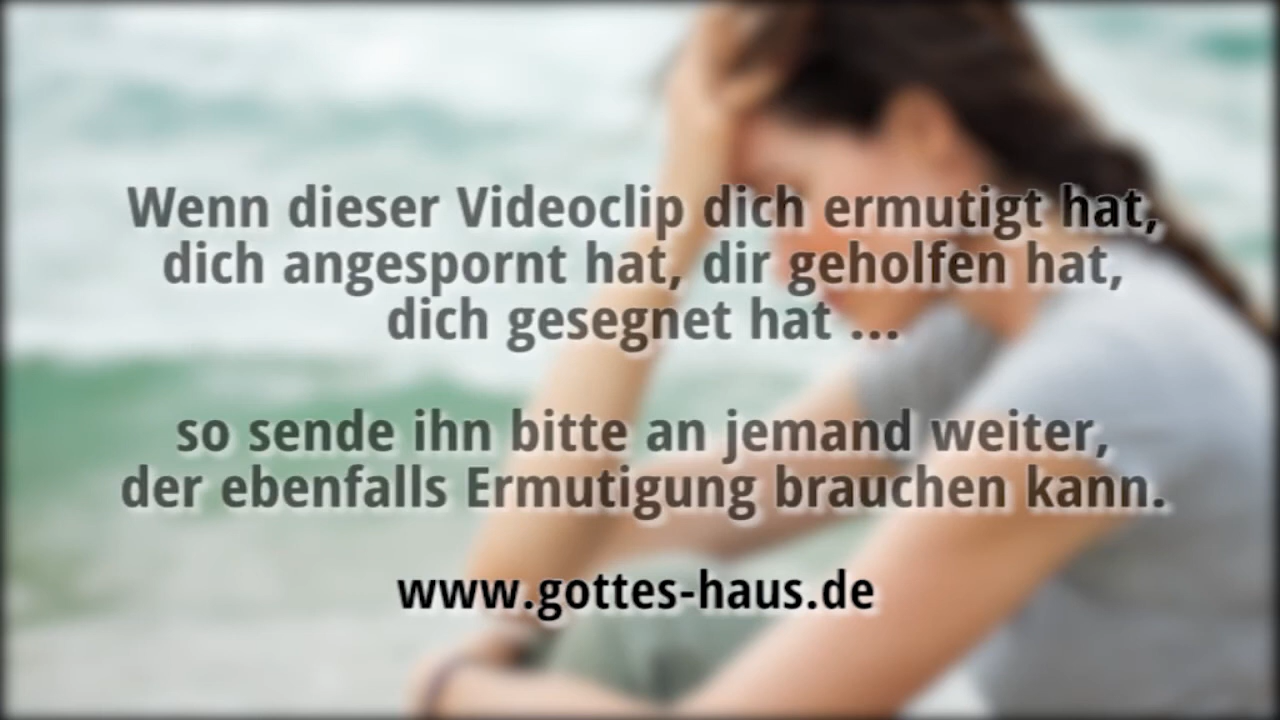 Wenn dieser Videoclip dich ermutigt hat,
dich angespornt hat, dir geholfen hat,
dich gesegnet hat ...
so sende ihn bitte an jemand weiter,
der ebenfalls Ermutigung brauchen kann.
www.gottes-haus.de